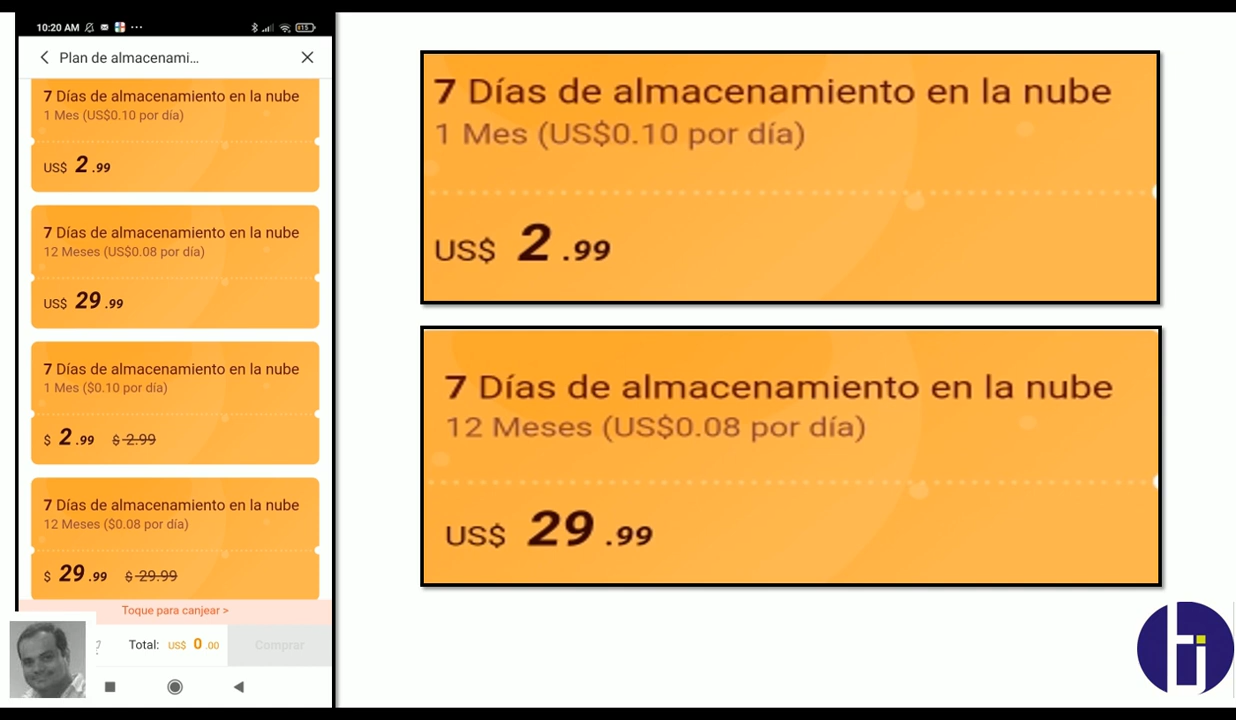 10:20 AM
815
Plan de almacenami...
7 Días de almacenamiento en la nube
1 Mes (US$0.10 por día)
US$ 2.99
7 Días de almacenamiento en la nube
12 Meses (US$0.08 por día)
US$ 29.99
7 Días de almacenamiento en la nube
1 Mes ($0.10 por día)
$ 2.99 $ 2.99
7 Días de almacenamiento en la nube
12 Meses ($0.08 por día)
$ 29.99 $ 29.99
Toque para canjear >
Total: US$ 0.00 Comprar
7 Días de almacenamiento en la nube
1 Mes (US$0.10 por día)
US$ 2.99
7 Días de almacenamiento en la nube
12 Meses (US$0.08 por día)
US$ 29.99